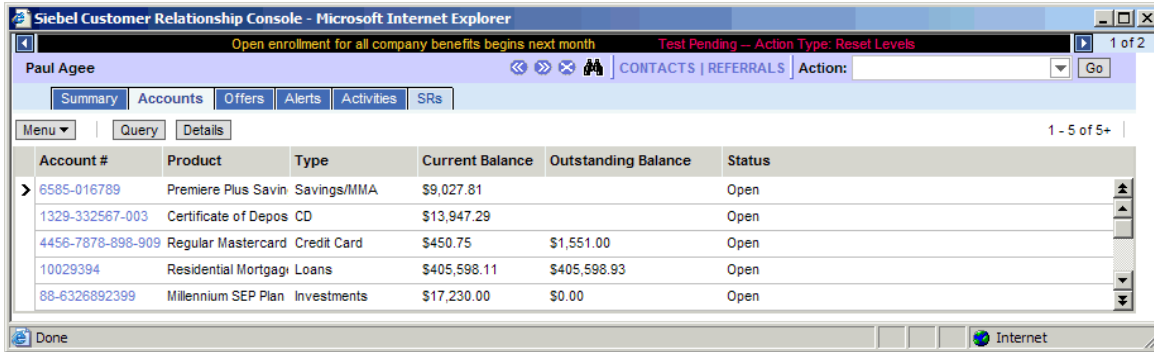 Siebel Customer Relationship Console - Microsoft Internet Explorer
Open enrollment for all company benefits begins next month Test Pending -- Action Type: Reset Levels 1 of 2
Paul Agee CONTACTS | REFERRALS Action: Go
Summary Accounts Offers Alerts Activities SRs
Menu Query Details 1 - 5 of 5+
Account # Product Type Current Balance Outstanding Balance Status
6585-016789 Premiere Plus Savin Savings/MMA $9,027.81 Open
1329-332567-003 Certificate of Depos CD $13,947.29 Open
4456-7878-898-909 Regular Mastercard Credit Card $450.75 $1,551.00 Open
10029394 Residential Mortgag Loans $405,598.11 $405,598.93 Open
88-6326892399 Millennium SEP Plan Investments $17,230.00 $0.00 Open
Done Internet